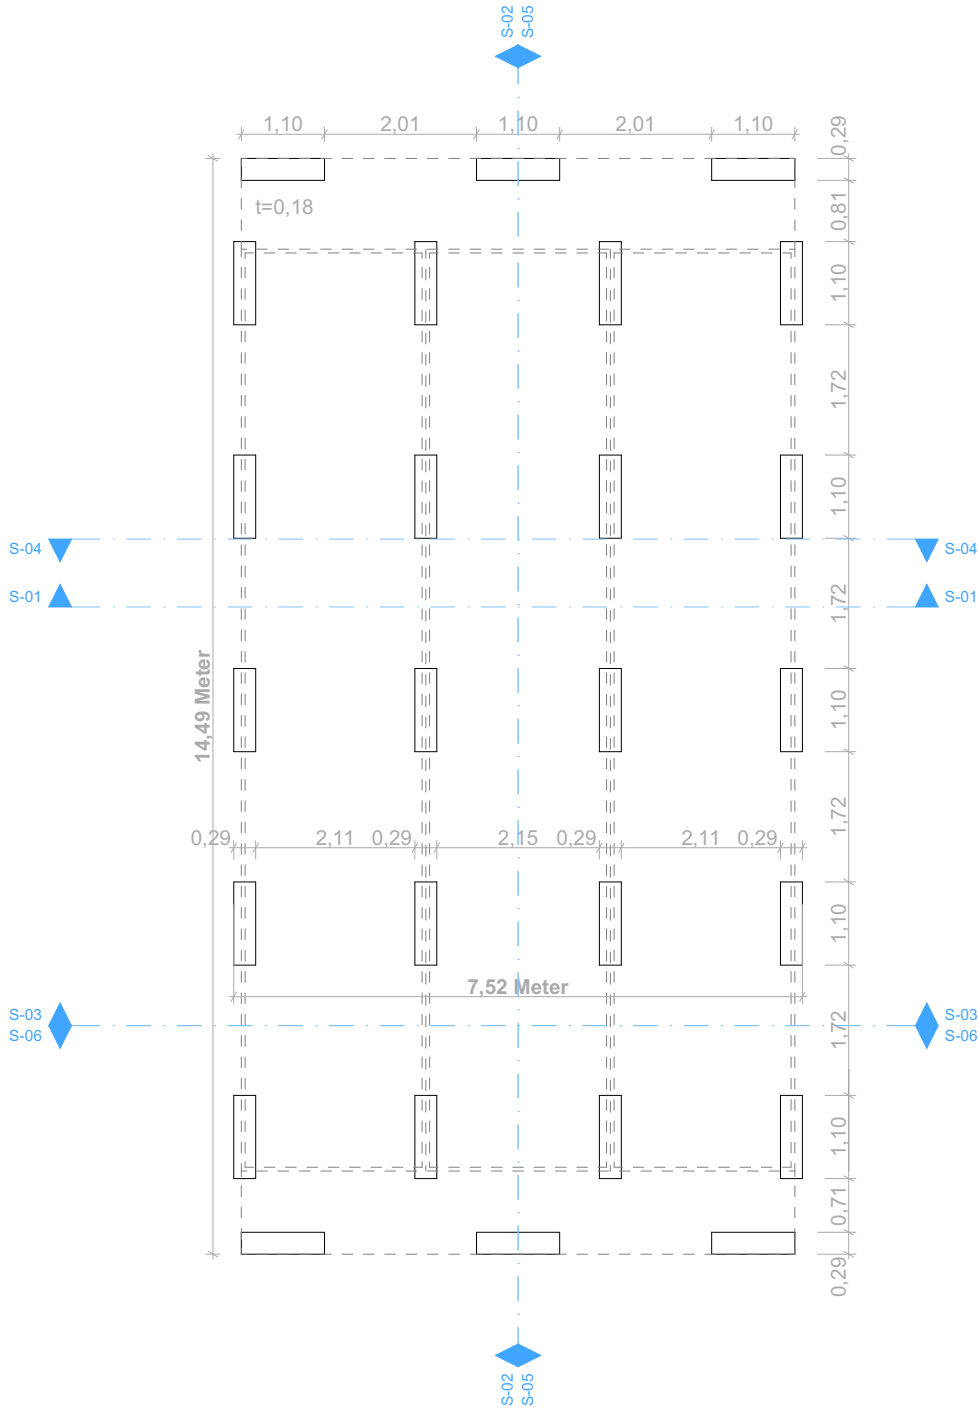 S-02
S-05
1,10
2,01
1,10
2,01
1,10
0,29
t=0,18
0,81
1,10
1,72
1,10
S-04
S-04
S-01
S-01
1,72
14,49 Meter
1,10
1,72
0,29
2,11
0,29
2,15
0,29
2,11
0,29
1,10
7,52 Meter
S-03
S-06
S-03
S-06
1,72
1,10
0,71
0,29
S-02
S-05